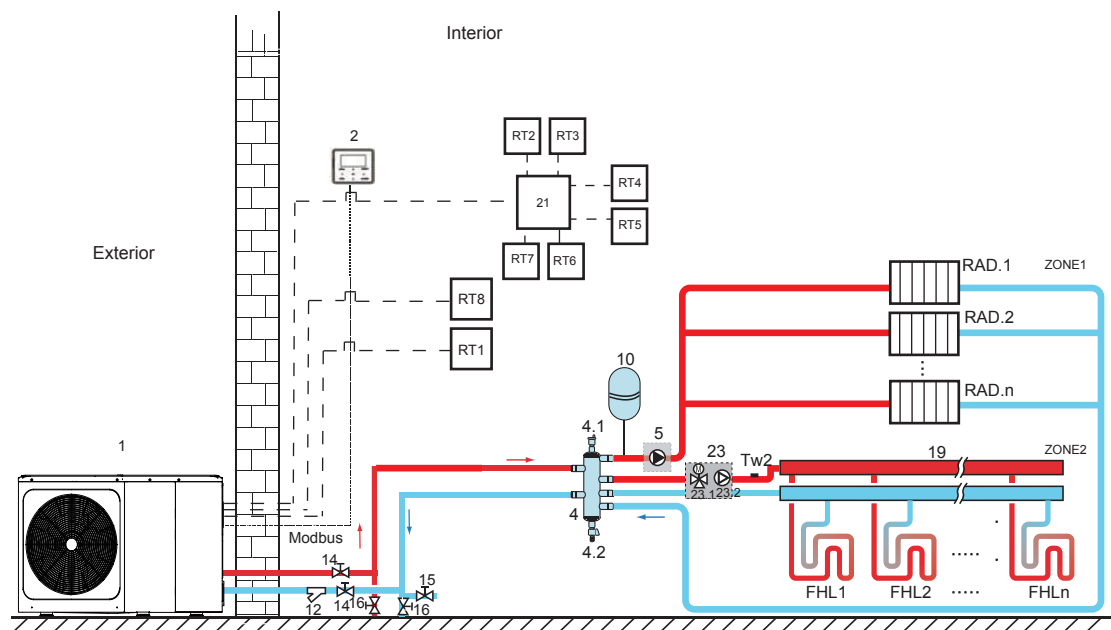 Interior
2
RT2
RT3
RT4
21
RT5
RT7
RT6
Exterior
RAD.1
ZONE1
RT8
RAD.2
RT1
10
RAD.n
4.1
5
1
23
Tw2
19
ZONE2
23.1
23.2
4
Modbus
4.2
14
15
12
14
16
16
FHL1
FHL2
.....
FHLn